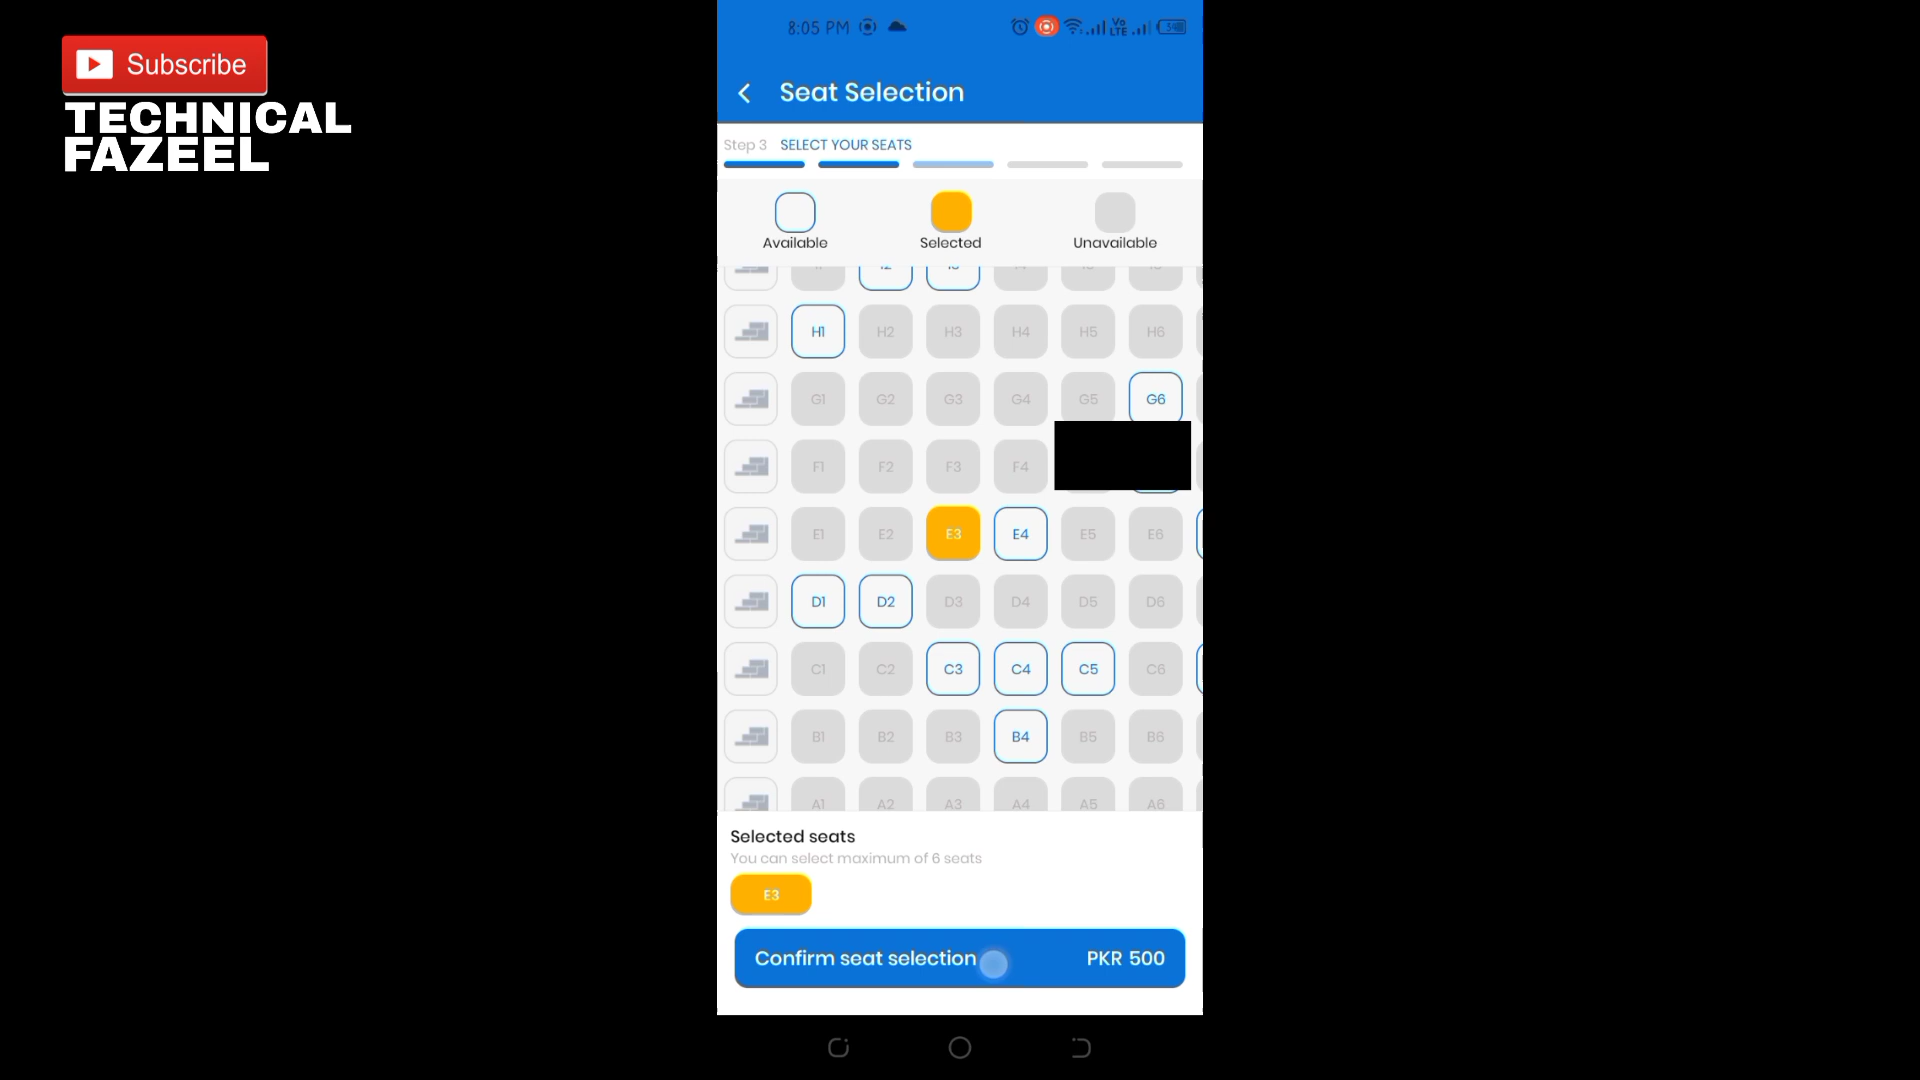 Subscribe
TECHNICAL
FAZEEL
8:05 PM
Vo
LTE
34
Seat Selection
Step 3 SELECT YOUR SEATS
Available Selected Unavailable
H1 H2 H3 H4 H5 H6
G1 G2 G3 G4 G5 G6
F1 F2 F3 F4
E1 E2 E3 E4 E5 E6
D1 D2 D3 D4 D5 D6
C1 C2 C3 C4 C5 C6
B1 B2 B3 B4 B5 B6
A1 A2 A3 A4 A5 A6
Selected seats
You can select maximum of 6 seats
E3
Confirm seat selection PKR 500